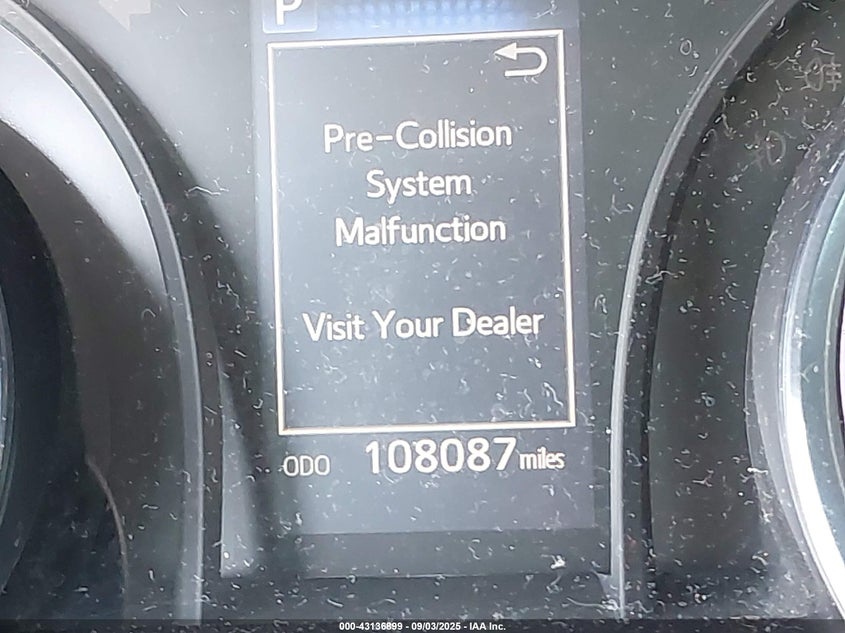 P
Pre-Collision
System
Malfunction
Visit Your Dealer
ODO 108087 miles
000-43136899 - 09/03/2025 - IAA Inc.